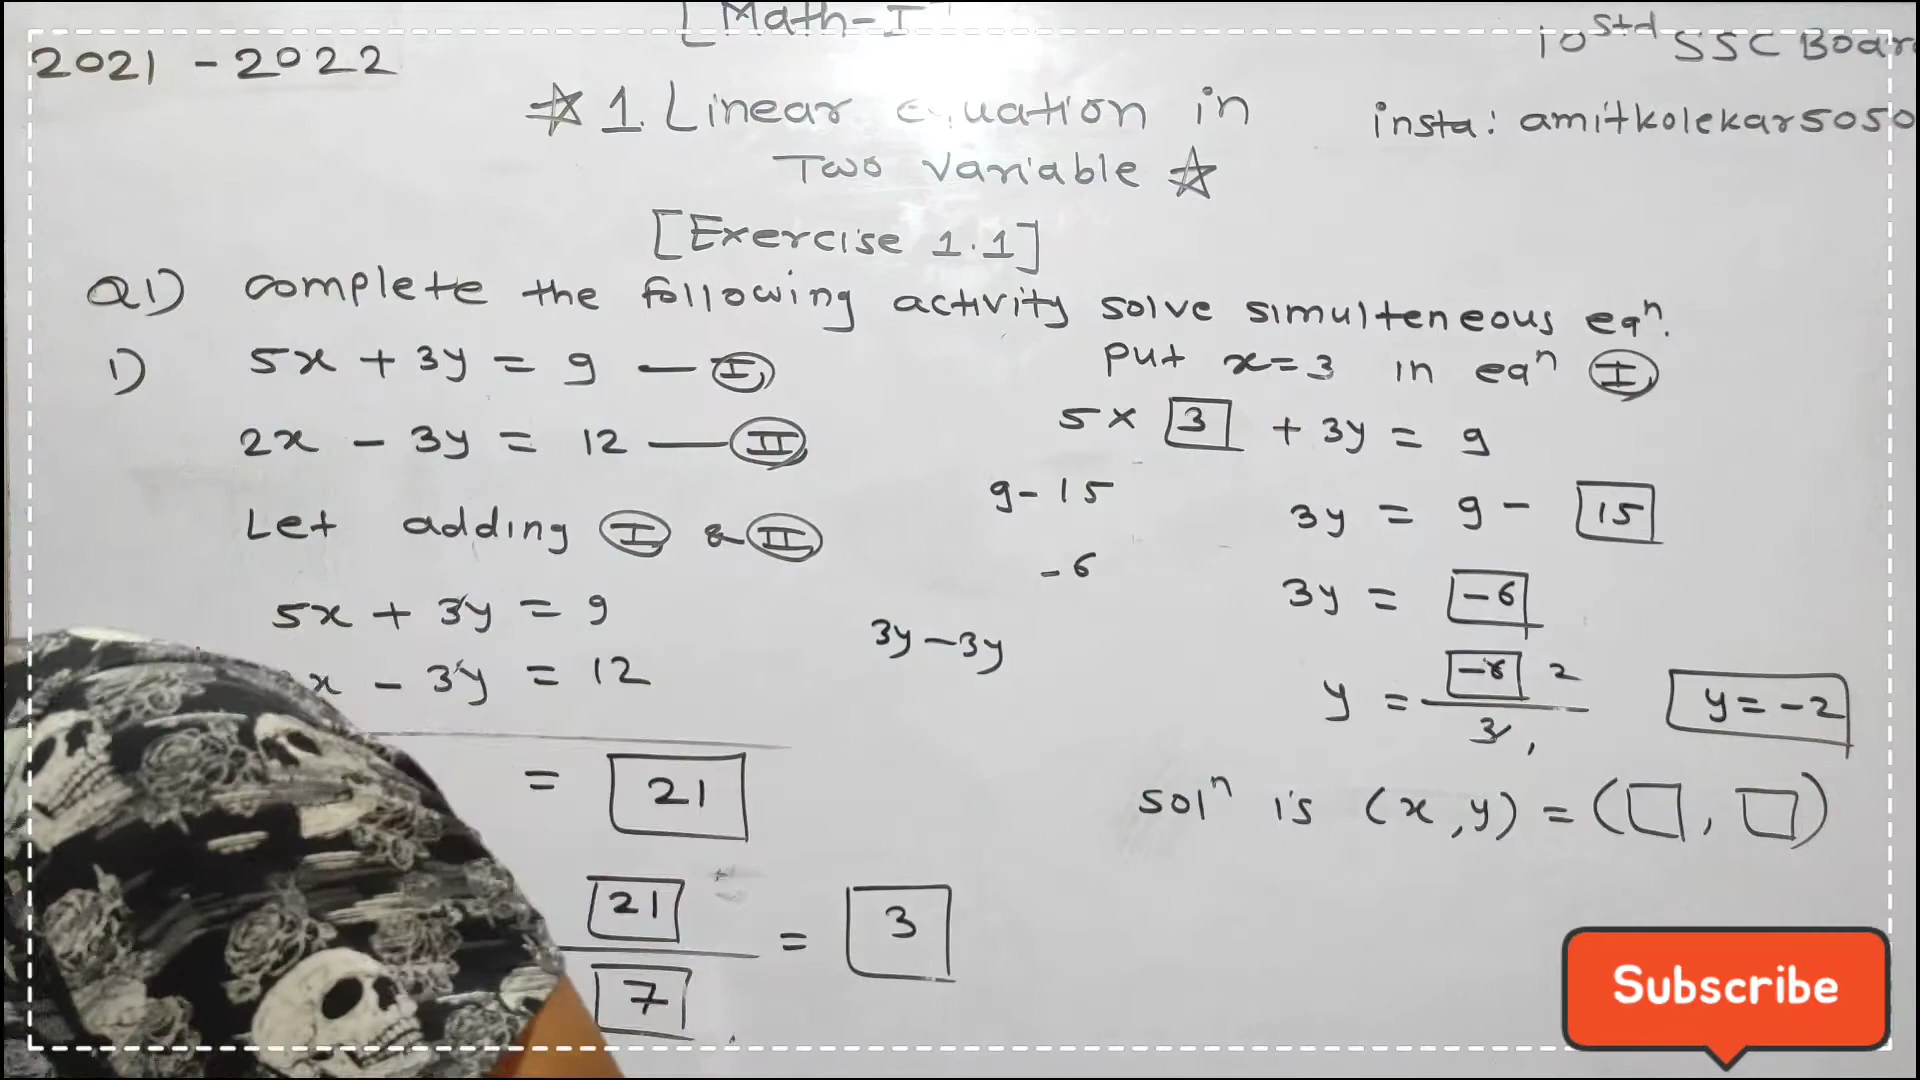 [Math-I
2021 - 2022
10std SSC Boar
☆ 1. Linear equation in
Two variable ☆
insta: amitkolekar5050
[Exercise 1.1]
Q1) complete the following activity solve simulteneous eqn.
1) 5x + 3y = 9 — I
2x - 3y = 12 — II
Let adding I & II
5x + 3y = 9
x - 3y = 12
= 21
21
7
= 3
put x=3 in eqn I
5 × 3 + 3y = 9
9-15
3y = 9 - 15
-6
3y = -6
3y-3y
y = -6 2
3 1
y = -2
soln is (x,y) = (□, □)
Subscribe